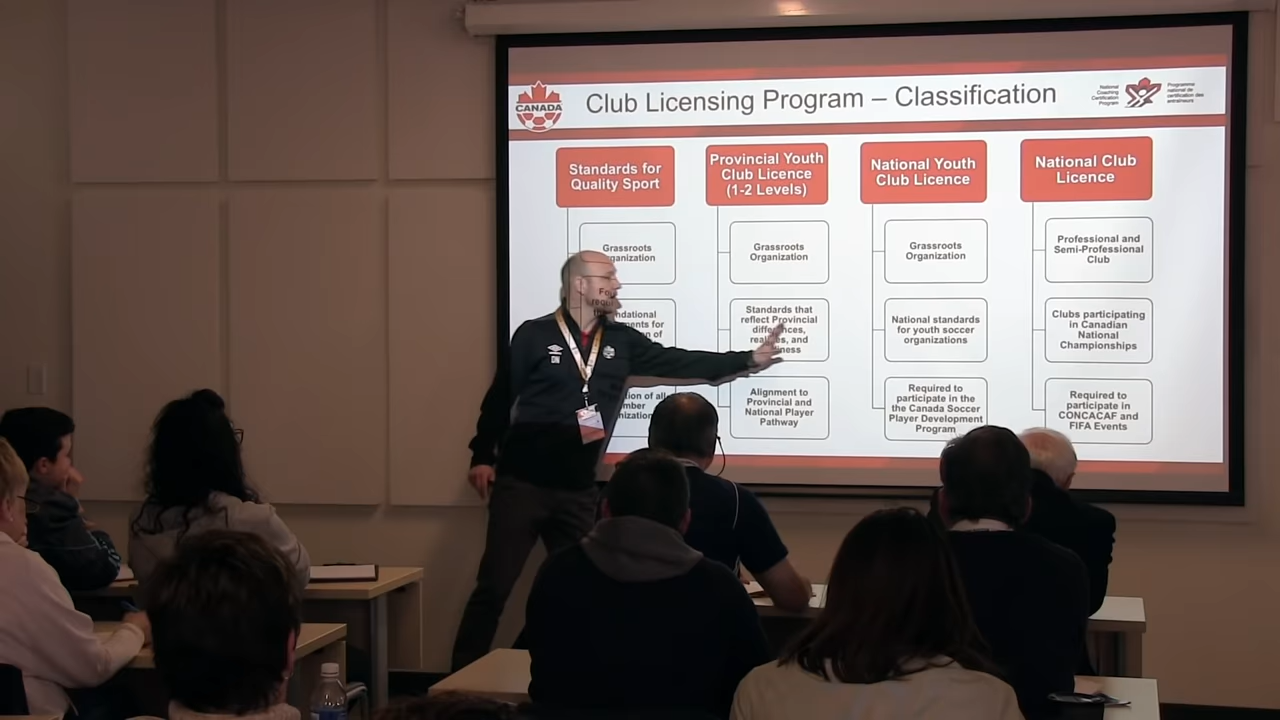 CANADA
Club Licensing Program – Classification
National
Coaching
Certification
Program
Programme
national de
certification des
entraîneurs
Standards for
Quality Sport
Grassroots
Organization
Provincial Youth
Club Licence
(1-2 Levels)
Grassroots
Organization
Standards that
reflect Provincial
and
Alignment to
Provincial and
National Player
Pathway
National Youth
Club Licence
Grassroots
Organization
National standards
for youth soccer
organizations
Required to
participate in the
the Canada Soccer
Player Development
Program
National Club
Licence
Professional and
Semi-Professional
Club
Clubs participating
in Canadian
National
Championships
Required to
participate in
CONCACAF and
FIFA Events